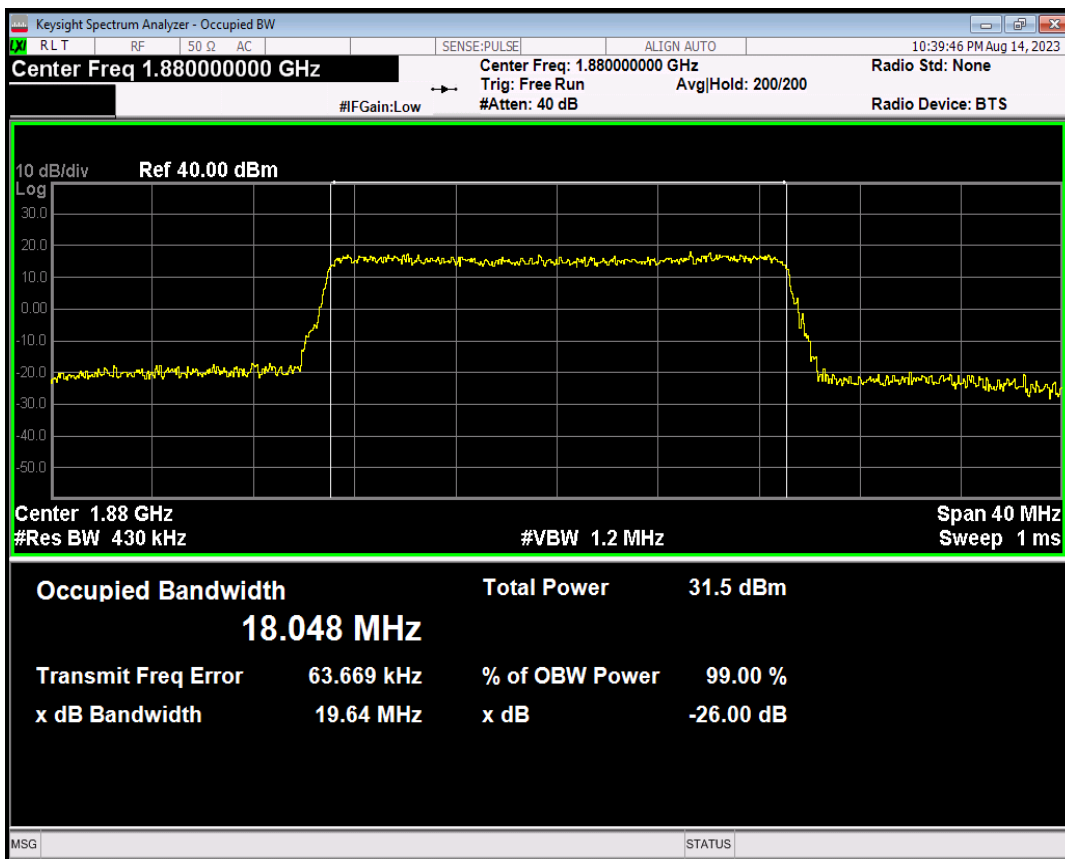 Keysight Spectrum Analyzer - Occupied BW
LXI RLT RF 50 Ω AC SENSE:PULSE ALIGN AUTO 10:39:46 PM Aug 14, 2023
Center Freq 1.880000000 GHz Center Freq: 1.880000000 GHz Radio Std: None
Trig: Free Run Avg|Hold: 200/200
#IFGain:Low #Atten: 40 dB Radio Device: BTS
10 dB/div Ref 40.00 dBm
Log
30.0
20.0
10.0
0.00
-10.0
-20.0
-30.0
-40.0
-50.0
Center 1.88 GHz Span 40 MHz
#Res BW 430 kHz #VBW 1.2 MHz Sweep 1 ms
Occupied Bandwidth Total Power 31.5 dBm
18.048 MHz
Transmit Freq Error 63.669 kHz % of OBW Power 99.00 %
x dB Bandwidth 19.64 MHz x dB -26.00 dB
MSG STATUS